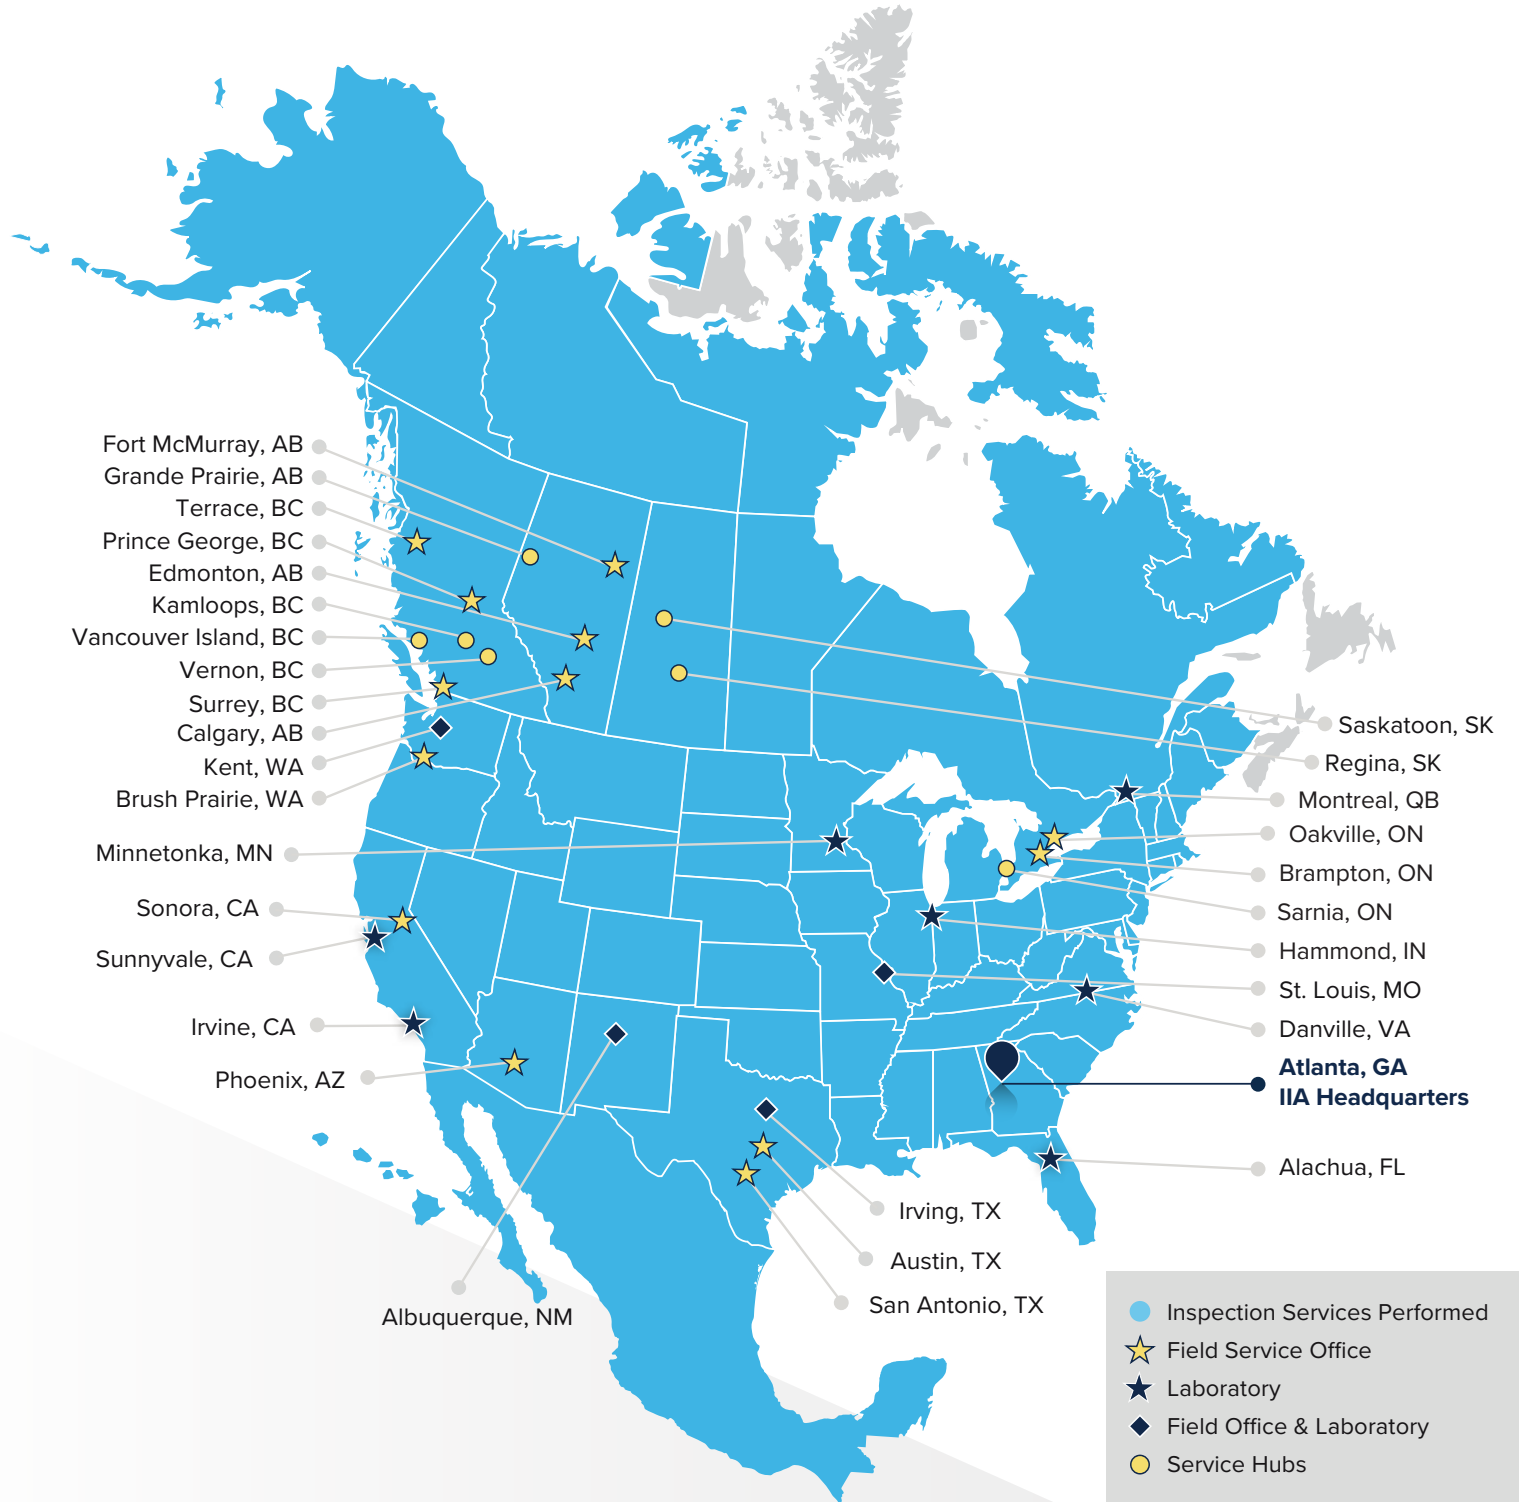 Fort McMurray, AB
Grande Prairie, AB
Terrace, BC
Prince George, BC
Edmonton, AB
Kamloops, BC
Vancouver Island, BC
Vernon, BC
Surrey, BC
Calgary, AB
Kent, WA
Brush Prairie, WA
Minnetonka, MN
Sonora, CA
Sunnyvale, CA
Irvine, CA
Phoenix, AZ
Albuquerque, NM
Saskatoon, SK
Regina, SK
Montreal, QB
Oakville, ON
Brampton, ON
Sarnia, ON
Hammond, IN
St. Louis, MO
Danville, VA
Atlanta, GA
IIA Headquarters
Alachua, FL
Irving, TX
Austin, TX
San Antonio, TX
Inspection Services Performed
Field Service Office
Laboratory
Field Office & Laboratory
Service Hubs